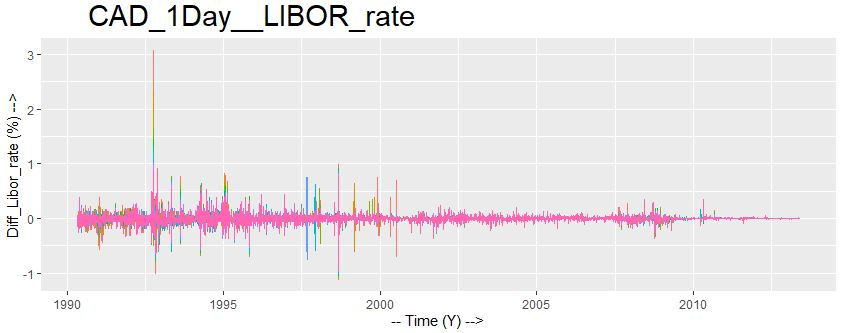 CAD_1Day__LIBOR_rate
Diff_Libor_rate (%) -->
3
2
1
0
-1
1990 1995 2000 2005 2010
-- Time (Y) -->